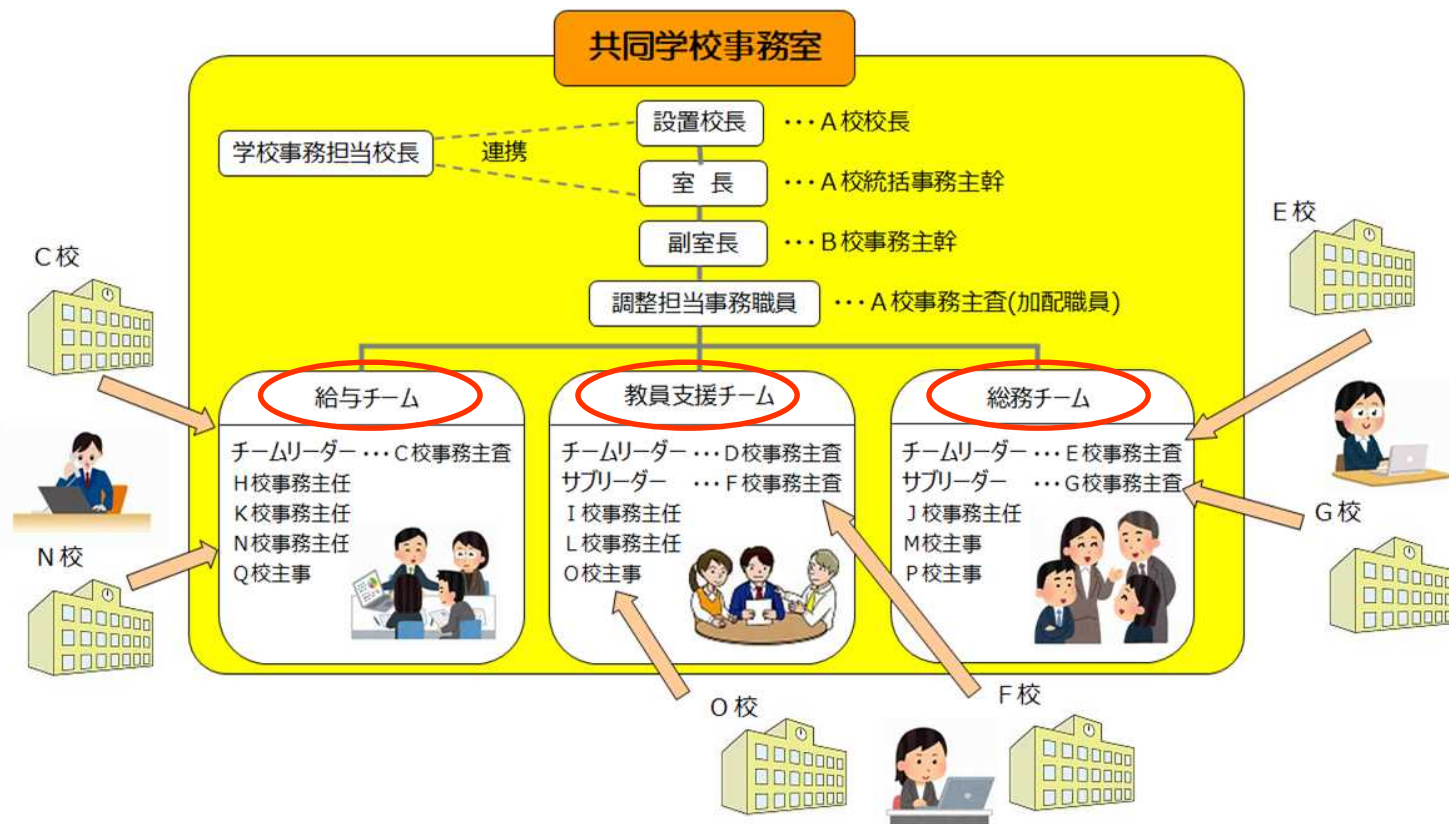 共同学校事務室
設置校長 ・・・A校校長
学校事務担当校長 連携
室 長 ・・・A校統括事務主幹
副室長 ・・・B校事務主幹
調整担当事務職員 ・・・A校事務主査(加配職員)
C校
N校
E校
G校
O校
F校
給与チーム
チームリーダー・・・C校事務主査
H校事務主任
K校事務主任
N校事務主任
Q校主事
教員支援チーム
チームリーダー・・・D校事務主査
サブリーダー ・・・F校事務主査
I校事務主任
L校事務主任
O校主事
総務チーム
チームリーダー・・・E校事務主査
サブリーダー ・・・G校事務主査
J校事務主任
M校主事
P校主事